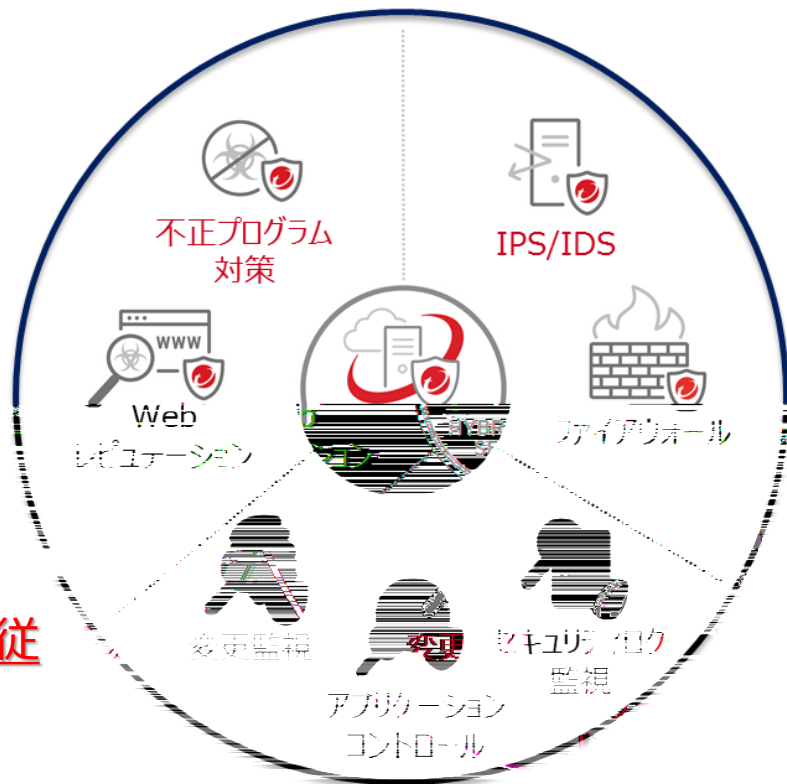 不正プログラム
対策
IPS/IDS
WWW
Web
レピュテーション
ファイアウォール
変更監視
セキュリティログ
監視
アプリケーション
コントロール
従